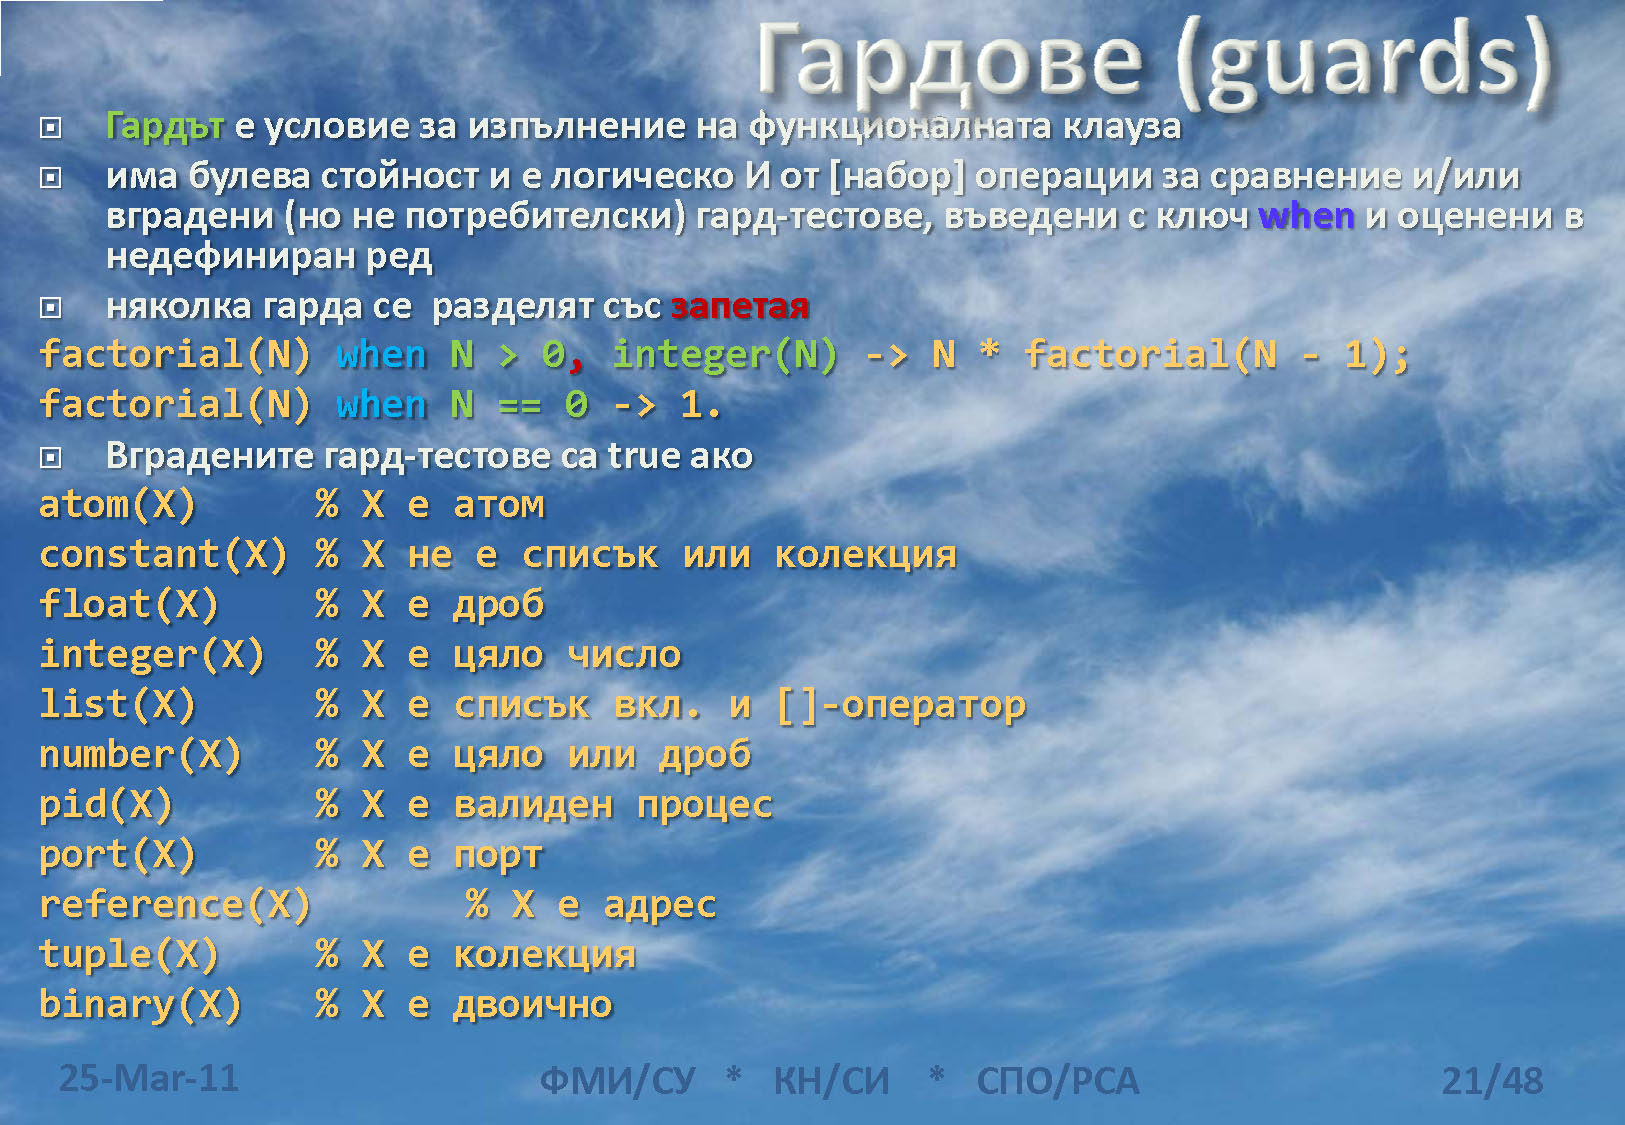 Гардове (guards)
Гардът е условие за изпълнение на функционалната клауза
има булева стойност и е логическо И от [набор] операции за сравнение и/или
вградени (но не потребителски) гард-тестове, въведени с ключ when и оценени в
недефиниран ред
няколка гарда се разделят със запетая
factorial(N) when N > 0, integer(N) -> N * factorial(N - 1);
factorial(N) when N == 0 -> 1.
Вградените гард-тестове са true ако
atom(X) % X е атом
constant(X) % X не е списък или колекция
float(X) % X е дроб
integer(X) % X е цяло число
list(X) % X е списък вкл. и []-оператор
number(X) % X е цяло или дроб
pid(X) % X е валиден процес
port(X) % X е порт
reference(X) % X е адрес
tuple(X) % X е колекция
binary(X) % X е двоично
25-Mar-11 ФМИ/СУ * КН/СИ * СПО/РСА 21/48